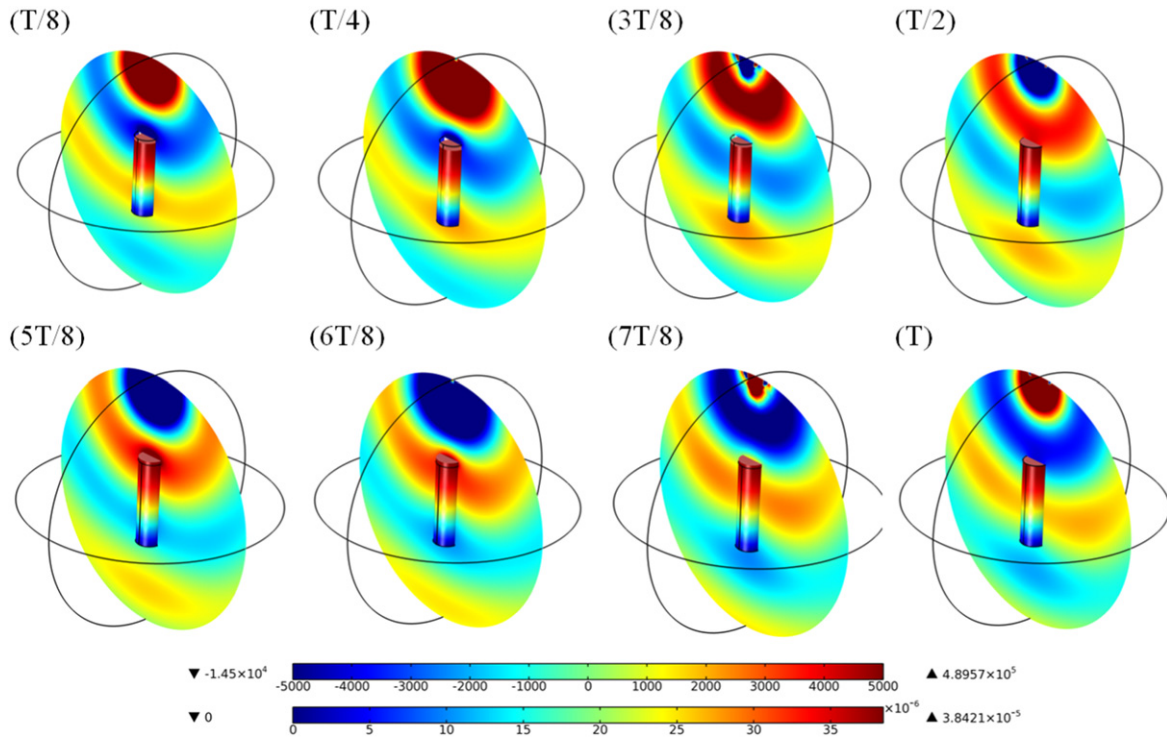 (T/8) (T/4) (3T/8) (T/2)
(5T/8) (6T/8) (7T/8) (T)
▼ -1.45×10⁴ ▲ 4.8957×10⁵
-5000 -4000 -3000 -2000 -1000 0 1000 2000 3000 4000 5000
×10⁻⁶
▼ 0 ▲ 3.8421×10⁻⁵
0 5 10 15 20 25 30 35